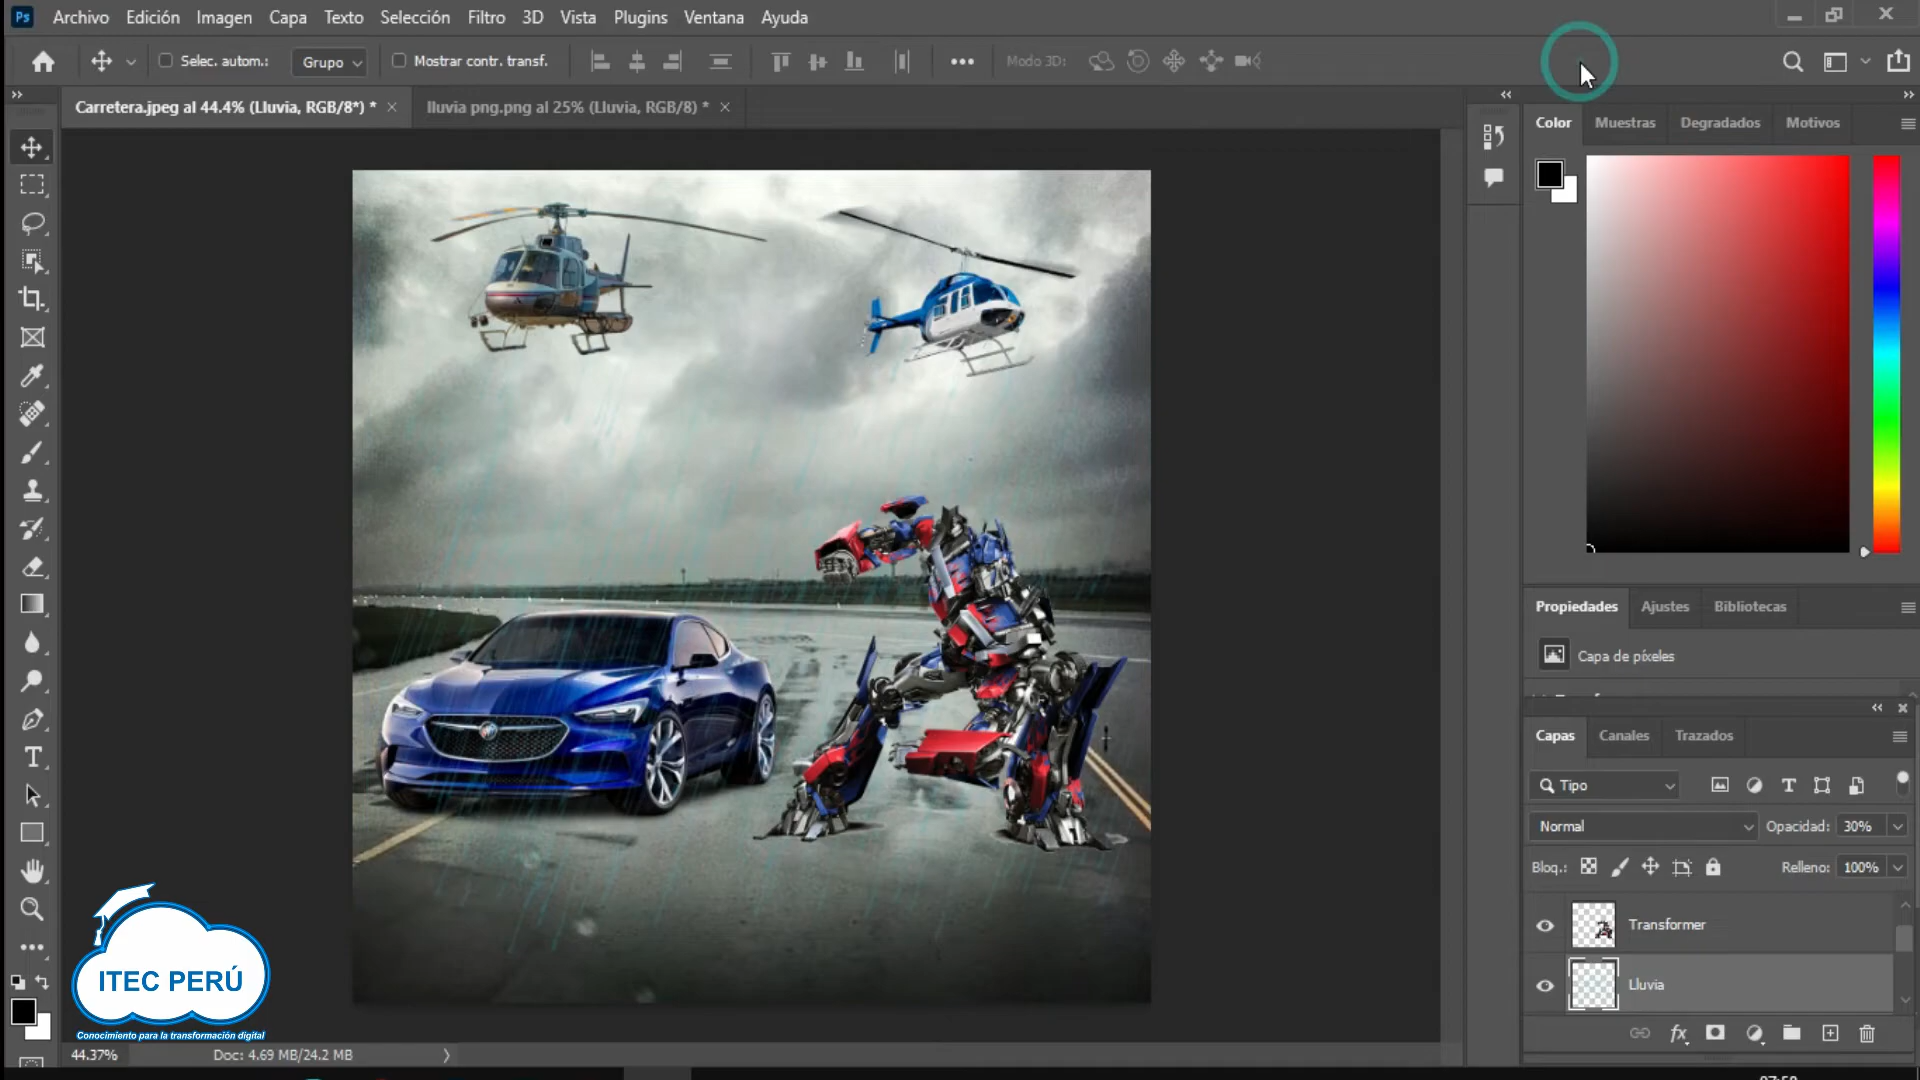 Ps Archivo Edición Imagen Capa Texto Selección Filtro 3D Vista Plugins Ventana Ayuda
Selec. autom.: Grupo Mostrar contr. transf. Modo 3D:
Carretera.jpeg al 44.4% (Lluvia, RGB/8*) * lluvia png.png al 25% (Lluvia, RGB/8) *
Color Muestras Degradados Motivos
Propiedades Ajustes Bibliotecas
Capa de píxeles
Capas Canales Trazados
Tipo
Normal Opacidad: 30%
Bloq.: Relleno: 100%
Transformer
Lluvia
fx
ITEC PERÚ
Conocimiento para la transformación digital
44.37% Doc: 4.69 MB/24.2 MB